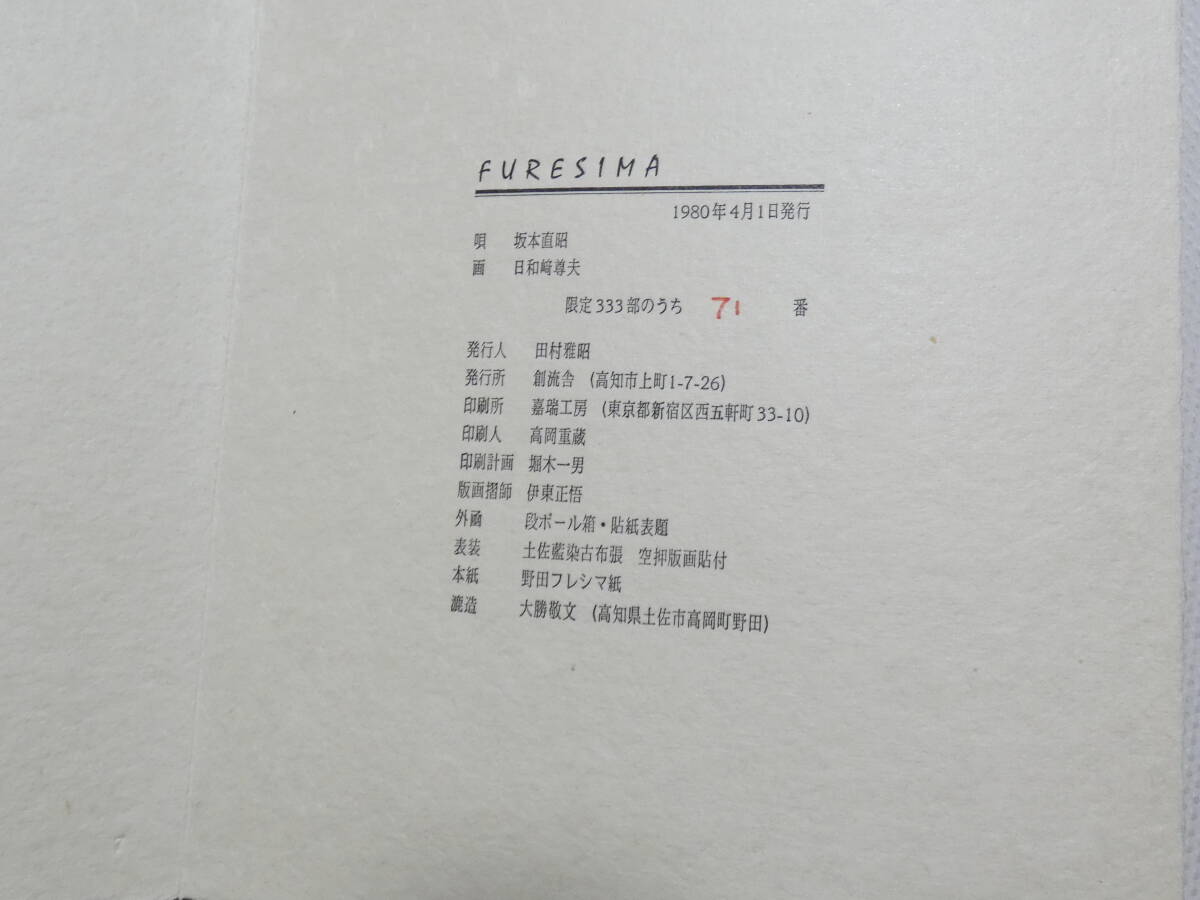 FURESIMA
1980年4月1日発行
唄 坂本直昭
画 日和﨑尊夫
限定333部のうち 71 番
発行人 田村雅昭
発行所 創流舎 (高知市上町1-7-26)
印刷所 嘉瑞工房 (東京都新宿区西五軒町33-10)
印刷人 高岡重蔵
印刷計画 堀木一男
版画摺師 伊東正悟
外函 段ボール箱・貼紙表題
表装 土佐藍染古布張 空押版画貼付
本紙 野田フレシマ紙
漉造 大勝敬文 (高知県土佐市高岡町野田)